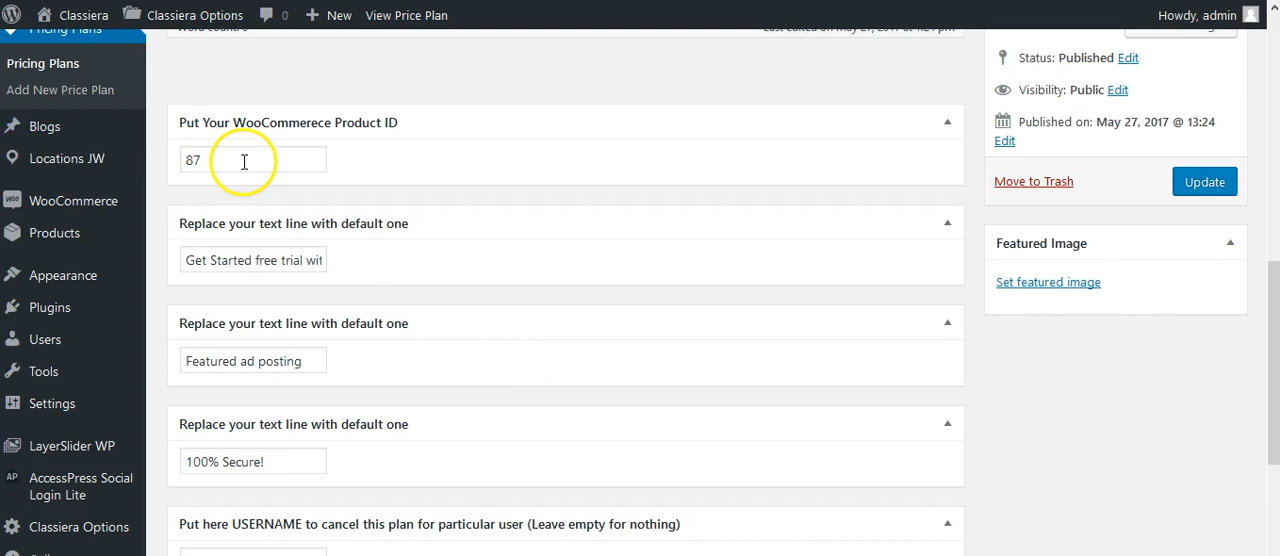 Classiera
Classiera Options
0
New
View Price Plan
Howdy, admin
Pricing Plans
Pricing Plans
Add New Price Plan
Blogs
Locations JW
WooCommerce
Products
Appearance
Plugins
Users
Tools
Settings
LayerSlider WP
AP
AccessPress Social
Login Lite
Classiera Options
Put Your WooCommerece Product ID
87
Replace your text line with default one
Get Started free trial wit
Replace your text line with default one
Featured ad posting
Replace your text line with default one
100% Secure!
Put here USERNAME to cancel this plan for particular user (Leave empty for nothing)
Status: Published Edit
Visibility: Public Edit
Published on: May 27, 2017 @ 13:24
Edit
Move to Trash
Update
Featured Image
Set featured image